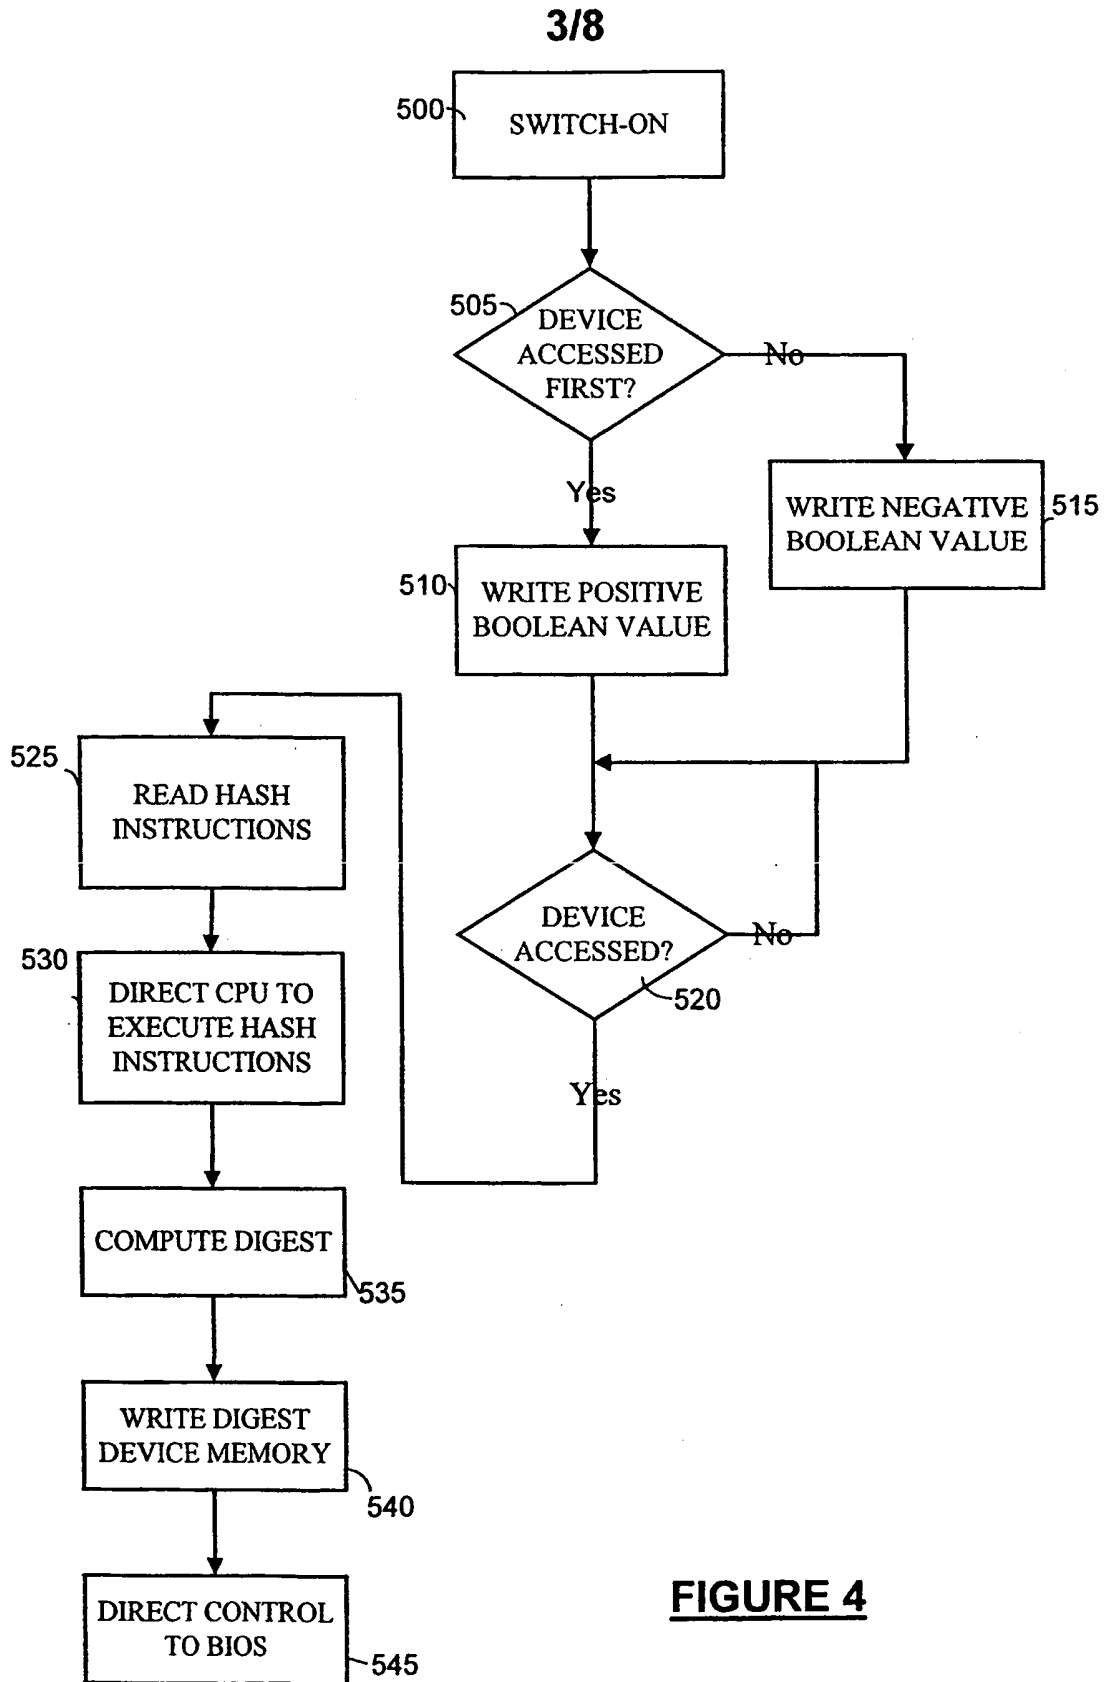 3/8
500
SWITCH-ON
505
DEVICE
ACCESSED
FIRST?
No
Yes
510
WRITE POSITIVE
BOOLEAN VALUE
WRITE NEGATIVE
BOOLEAN VALUE
515
DEVICE
ACCESSED?
No
520
Yes
525
READ HASH
INSTRUCTIONS
530
DIRECT CPU TO
EXECUTE HASH
INSTRUCTIONS
COMPUTE DIGEST
535
WRITE DIGEST
DEVICE MEMORY
540
DIRECT CONTROL
TO BIOS
545
FIGURE 4